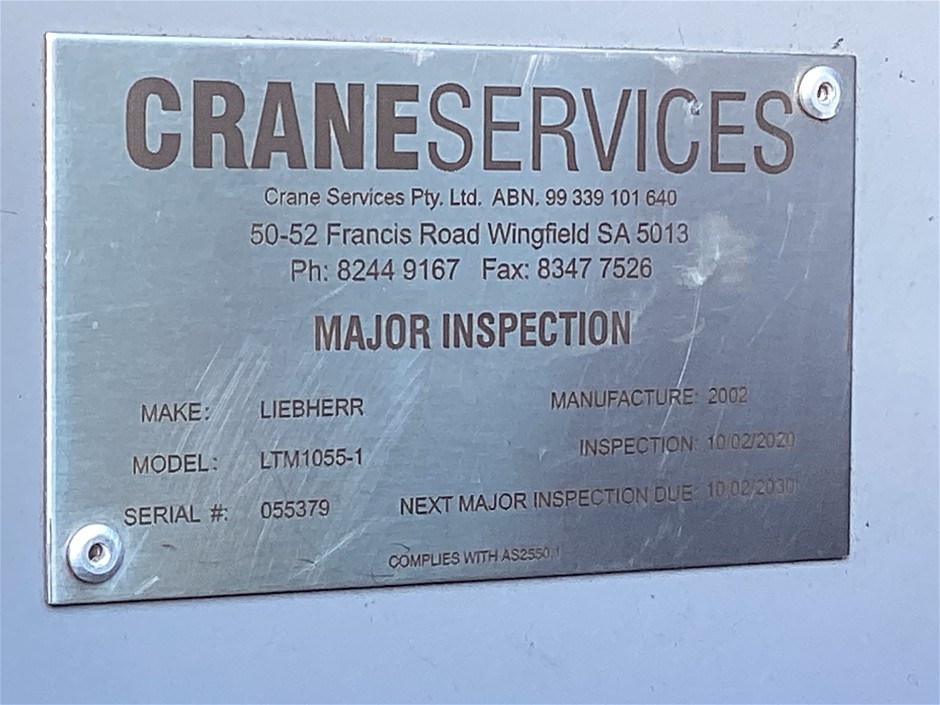 CRANESERVICES
Crane Services Pty. Ltd. ABN. 99 339 101 640
50-52 Francis Road Wingfield SA 5013
Ph: 8244 9167 Fax: 8347 7526
MAJOR INSPECTION
MAKE: LIEBHERR MANUFACTURE: 2002
MODEL: LTM1055-1 INSPECTION: 10/02/2020
SERIAL #: 055379 NEXT MAJOR INSPECTION DUE: 10/02/2030
COMPLIES WITH AS2550.1